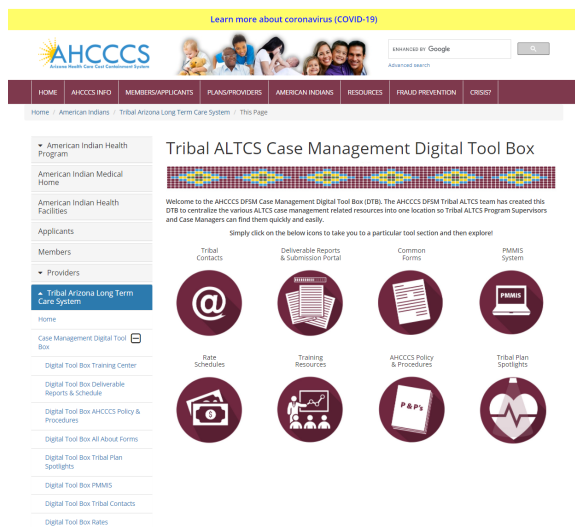 Learn more about coronavirus (COVID-19)
AHCCCS
Arizona Health Care Cost Containment System
ENHANCED BY Google
Advanced search
HOME
AHCCCS INFO
MEMBERS/APPLICANTS
PLANS/PROVIDERS
AMERICAN INDIANS
RESOURCES
FRAUD PREVENTION
CRISIS?
Home / American Indians / Tribal Arizona Long Term Care System / This Page
American Indian Health
Program
American Indian Medical
Home
American Indian Health
Facilities
Applicants
Members
Providers
Tribal Arizona Long Term
Care System
Home
Case Management Digital Tool
Box
Digital Tool Box Training Center
Digital Tool Box Deliverable
Reports & Schedule
Digital Tool Box AHCCCS Policy &
Procedures
Digital Tool Box All About Forms
Digital Tool Box Tribal Plan
Spotlights
Digital Tool Box PMMIS
Digital Tool Box Tribal Contacts
Digital Tool Box Rates
Tribal ALTCS Case Management Digital Tool Box
Welcome to the AHCCCS DFSM Case Management Digital Tool Box (DTB). The AHCCCS DFSM Tribal ALTCS team has created this
DTB to centralize the various ALTCS case management related resources into one location so Tribal ALTCS Program Supervisors
and Case Managers can find them quickly and easily.
Simply click on the below icons to take you to a particular tool section and then explore!
Tribal
Contacts
Deliverable Reports
& Submission Portal
Common
Forms
PMMIS
System
@
PMMIS
Rate
Schedules
Training
Resources
AHCCCS Policy
& Procedures
Tribal Plan
Spotlights
$
P & P's